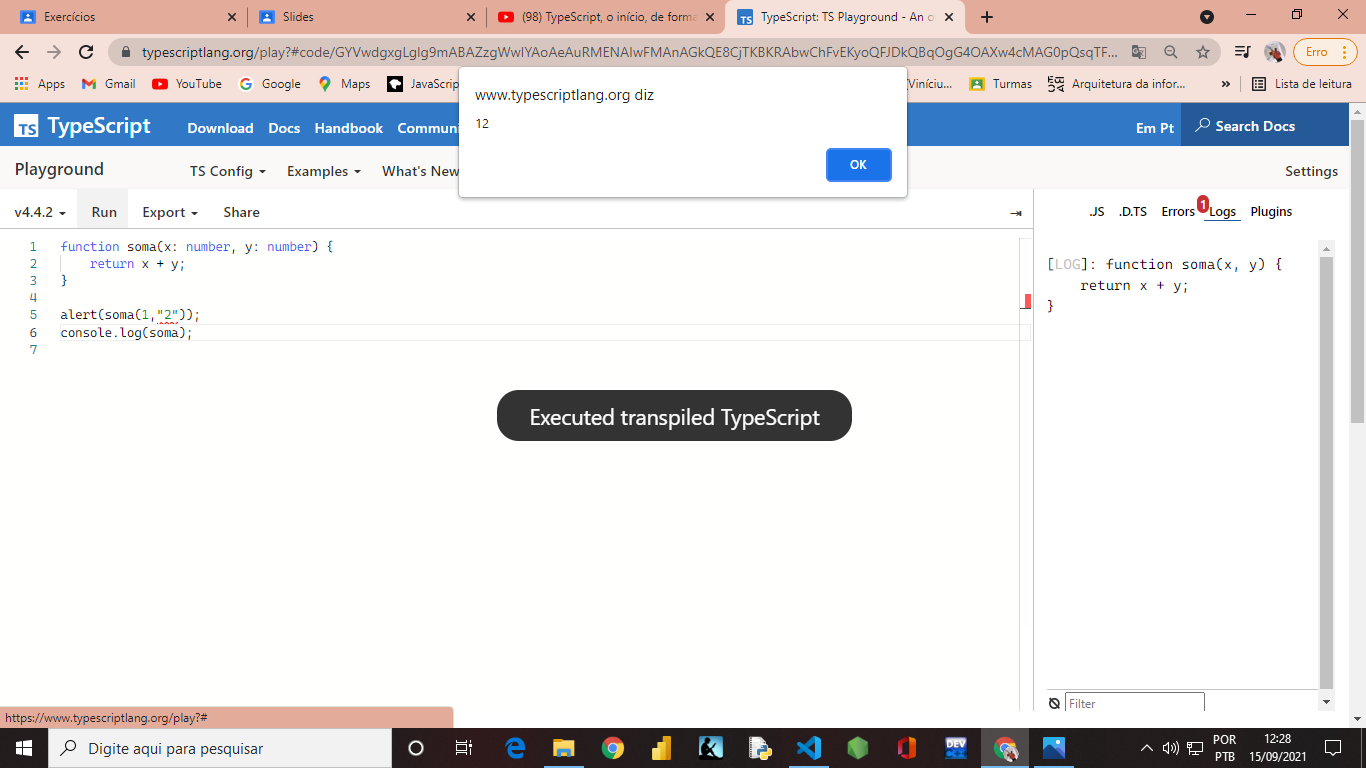 Exercícios
Slides
(98) TypeScript, o início, de forma
TypeScript: TS Playground - An o
typescriptlang.org/play?#code/
Erro
Apps
Gmail
YouTube
Google
Maps
JavaScrip
Viníciu...
Turmas
Arquitetura da infor...
»
Lista de leitura
www.typescriptlang.org diz
12
OK
TS
TypeScript
Download
Docs
Handbook
Communi
Em Pt
Search Docs
Playground
TS Config
Examples
What's New
Settings
v4.4.2
Run
Export
Share
.JS
.D.TS
Errors
1
Logs
Plugins
1 function soma(x: number, y: number) {
2 return x + y;
3 }
4
5 alert(soma(1,"2"));
6 console.log(soma);
7
[LOG]: function soma(x, y) {
return x + y;
}
Executed transpiled TypeScript
Filter
https://www.typescriptlang.org/play?#
Digite aqui para pesquisar
DEV
POR
PTB
12:28
15/09/2021